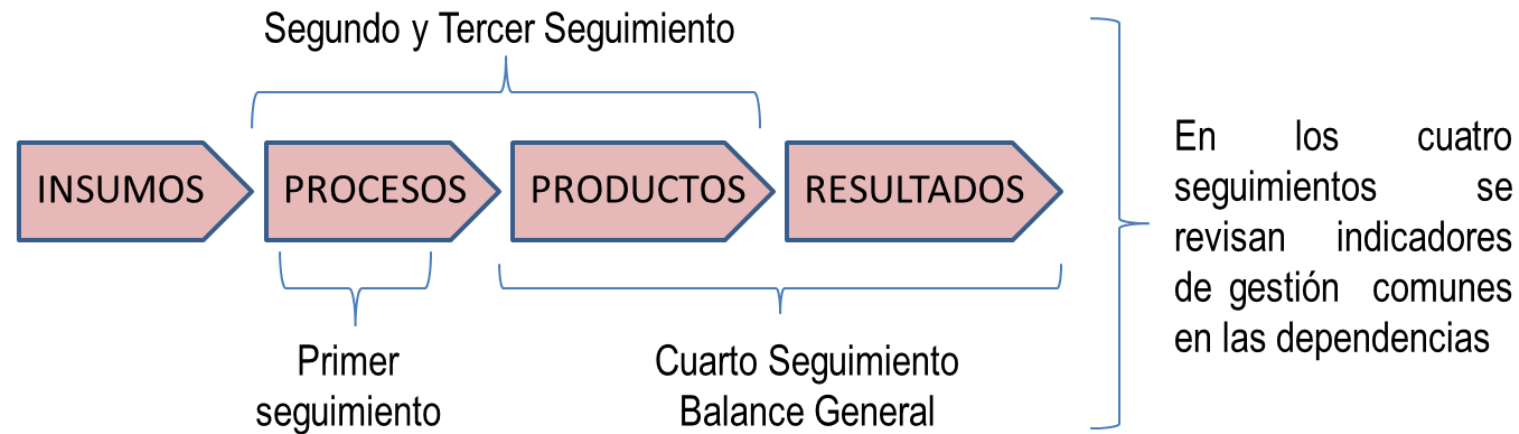 Segundo y Tercer Seguimiento
INSUMOS
PROCESOS
PRODUCTOS
RESULTADOS
Primer
seguimiento
Cuarto Seguimiento
Balance General
En los cuatro
seguimientos se
revisan indicadores
de gestión comunes
en las dependencias